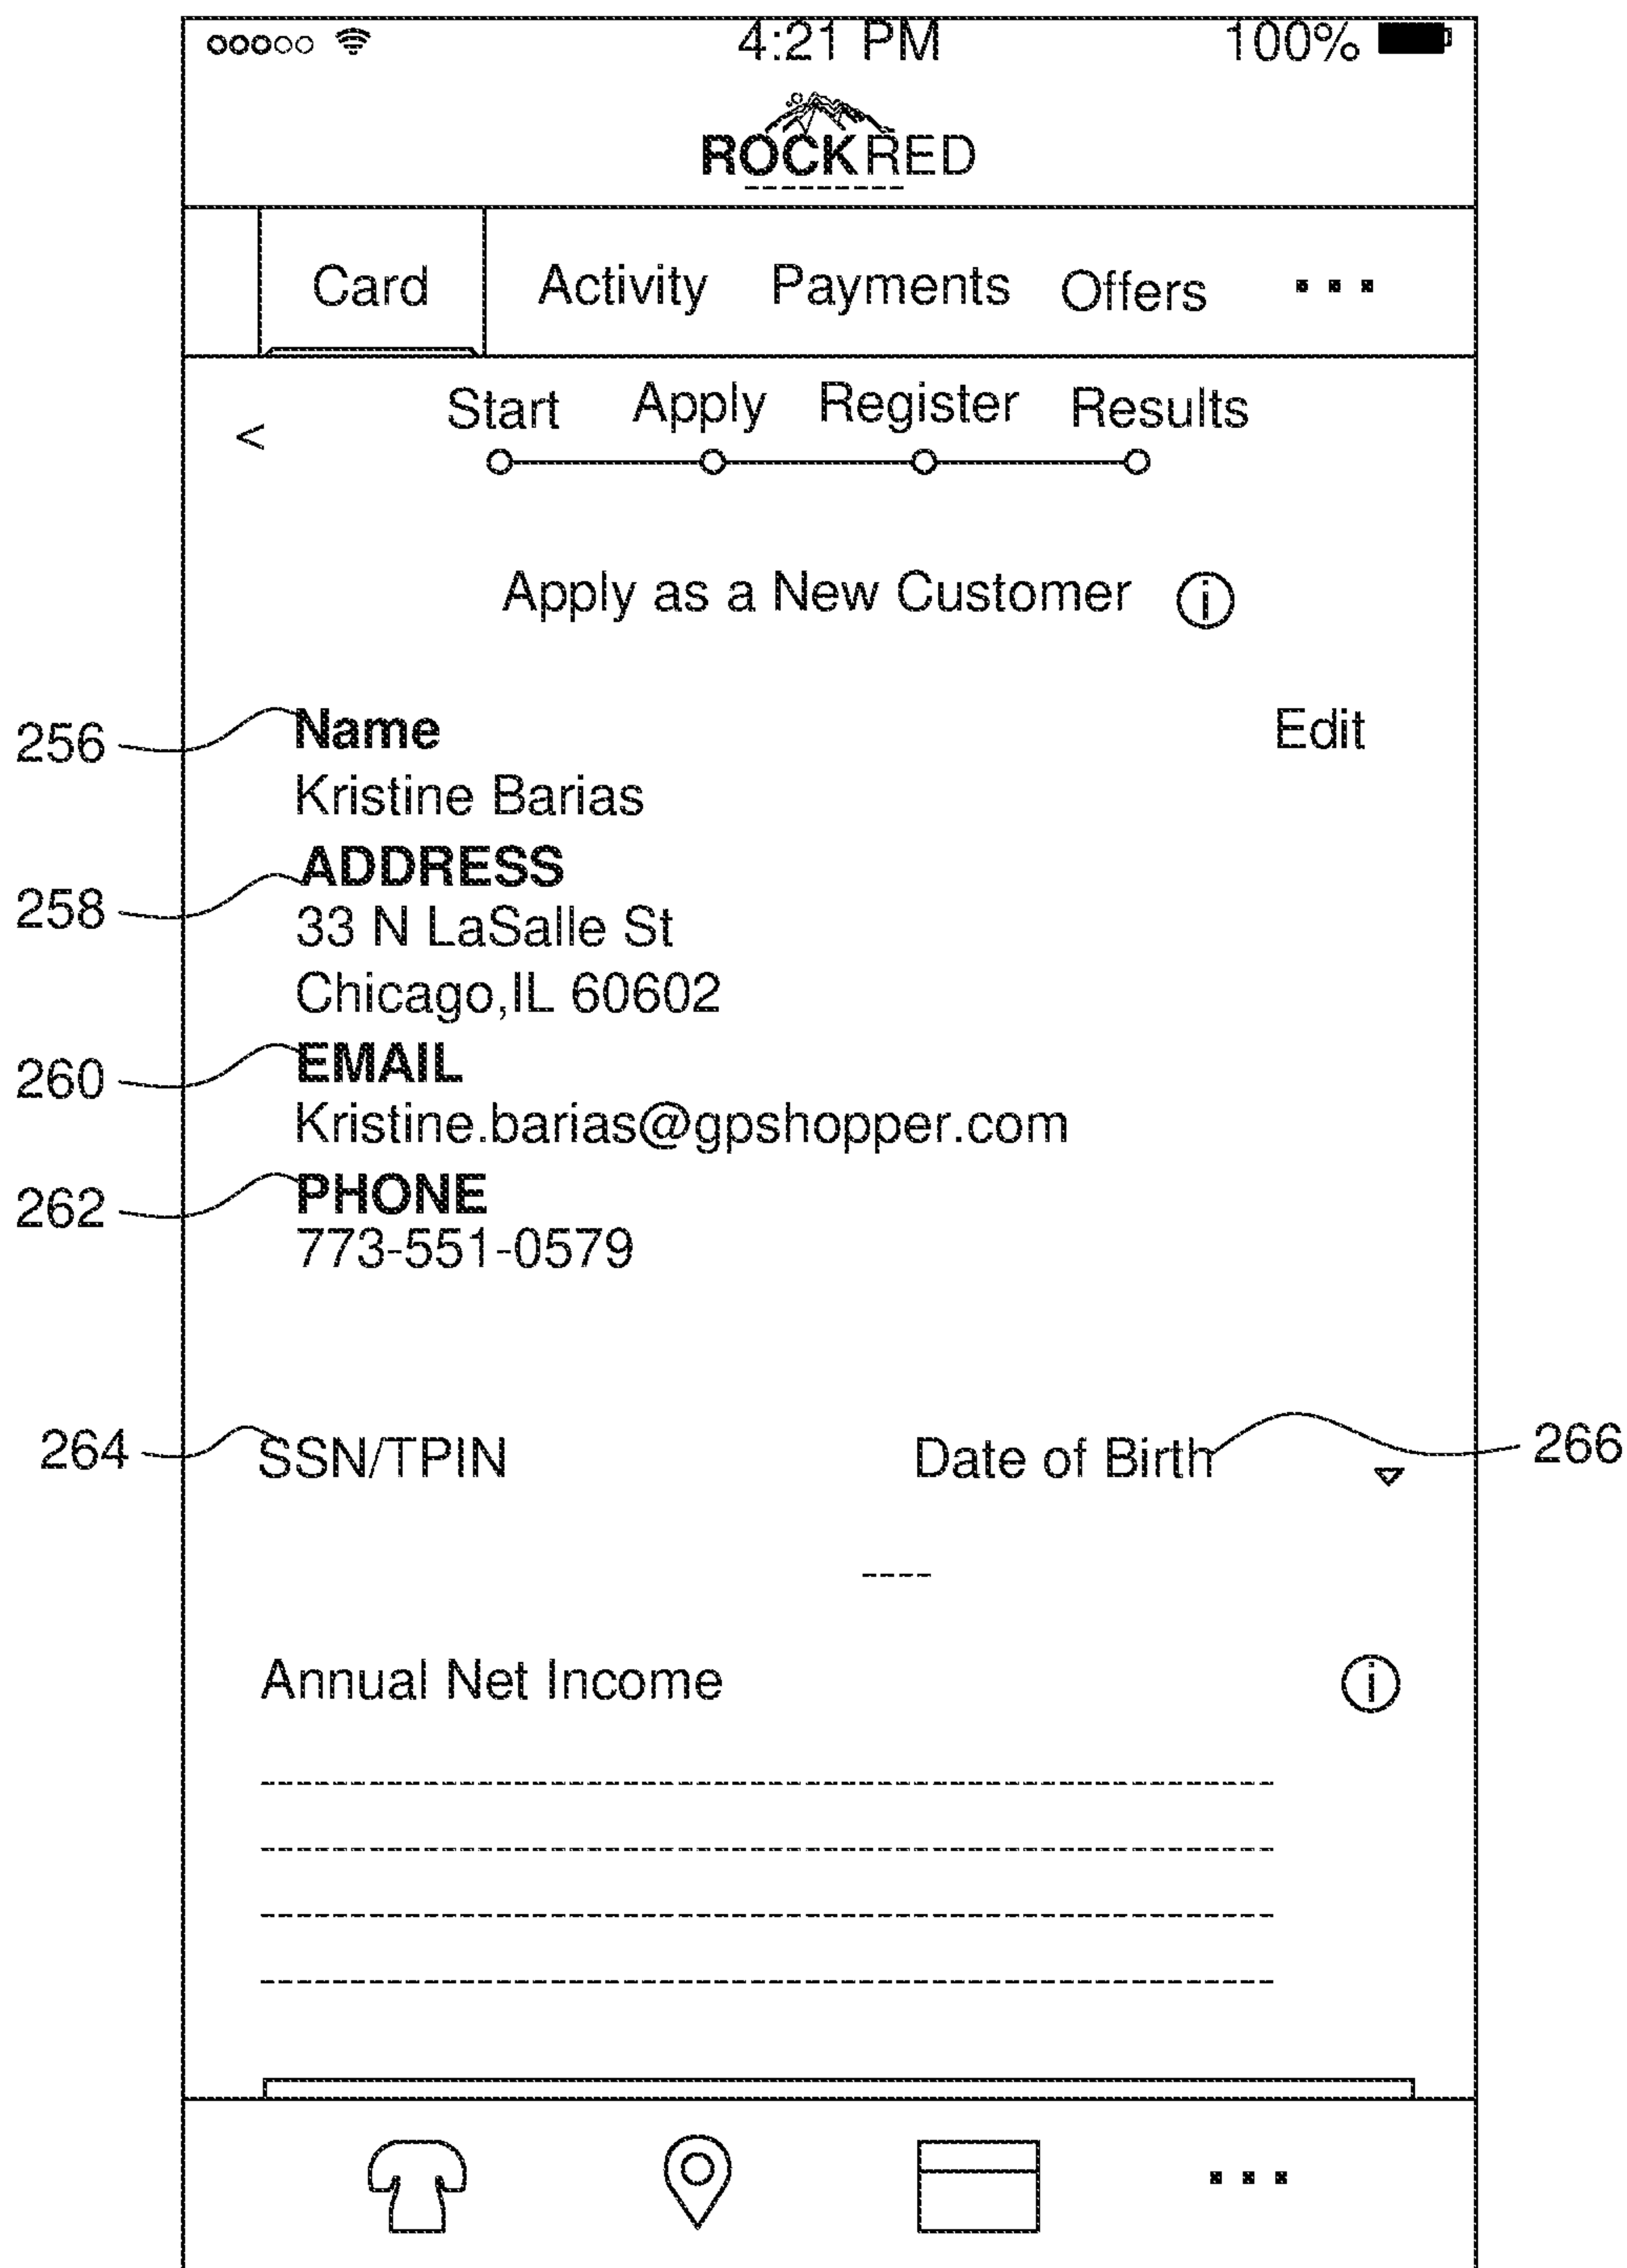 4:21 PM 100%
ROCKRED
Card Activity Payments Offers ...
< Start Apply Register Results
Apply as a New Customer i
256 Name Edit
Kristine Barias
258 ADDRESS
33 N LaSalle St
Chicago,IL 60602
260 EMAIL
Kristine.barias@gpshopper.com
262 PHONE
773-551-0579
264 SSN/TPIN Date of Birth 266
Annual Net Income i
...